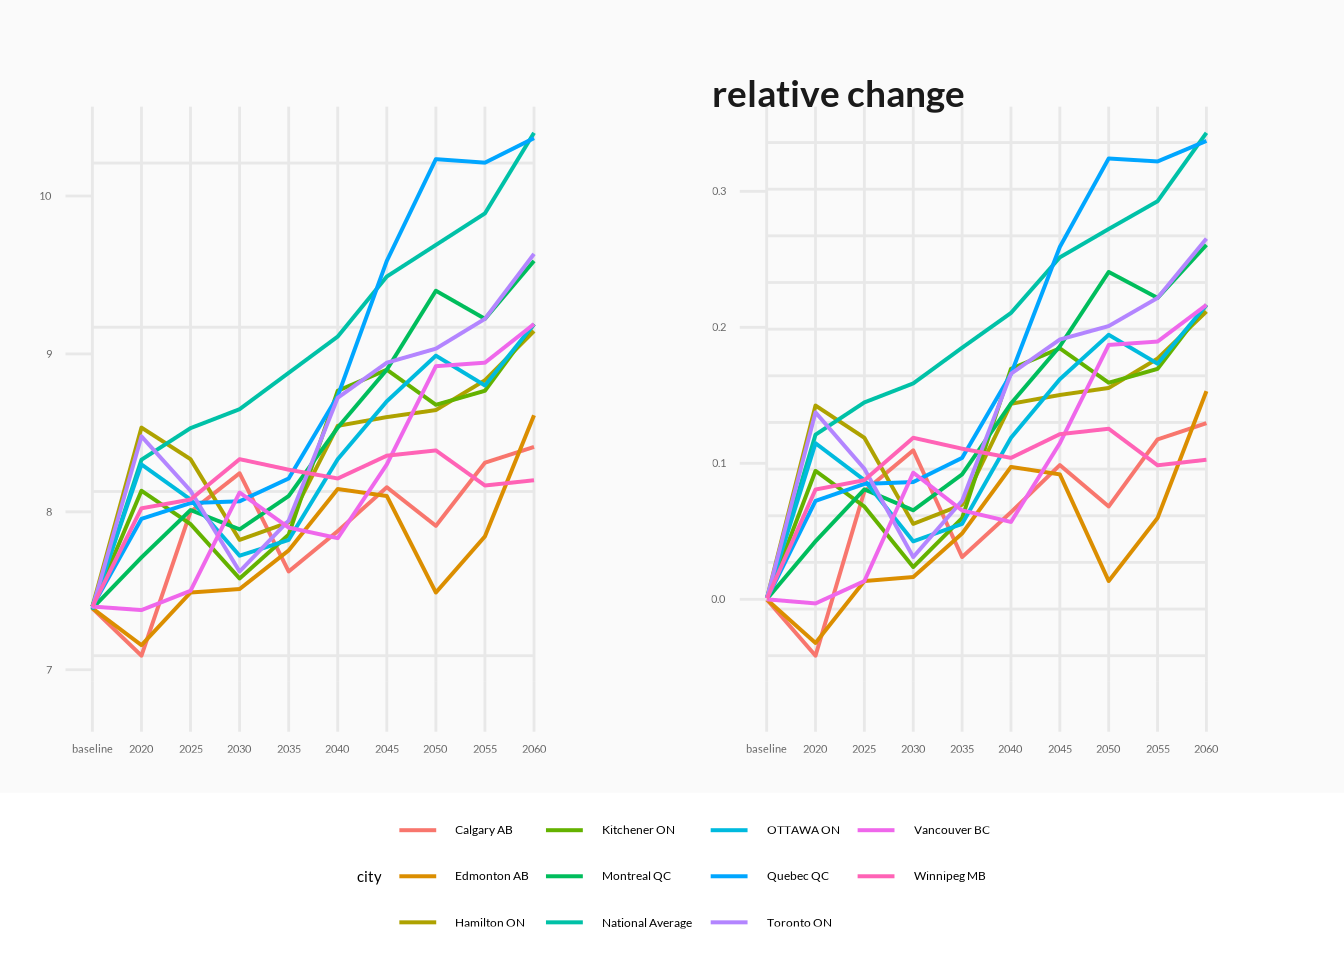 relative change
10
9
8
7
baseline 2020 2025 2030 2035 2040 2045 2050 2055 2060
0.3
0.2
0.1
0.0
baseline 2020 2025 2030 2035 2040 2045 2050 2055 2060
city
Calgary AB
Edmonton AB
Hamilton ON
Kitchener ON
Montreal QC
National Average
OTTAWA ON
Quebec QC
Toronto ON
Vancouver BC
Winnipeg MB